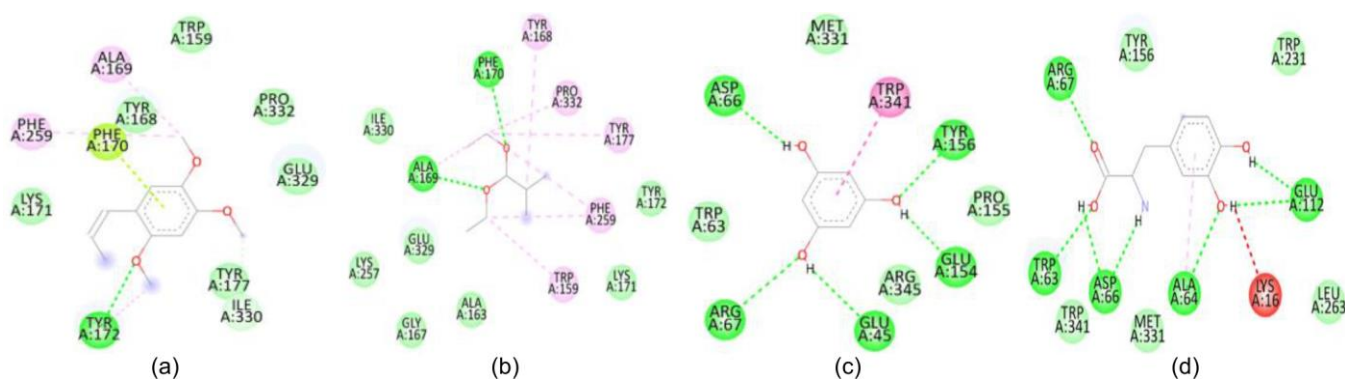 TRP
A:159
ALA
A:169
TYR
A:168
PRO
A:332
PHE
A:259
PHE
A:170
GLU
A:329
LYS
A:171
TYR
A:177
ILE
A:330
TYR
A:172
(a)
TYR
A:168
PHE
A:170
PRO
A:332
ILE
A:330
TYR
A:177
ALA
A:169
TYR
A:172
PHE
A:259
GLU
A:329
LYS
A:257
LYS
A:171
TRP
A:159
ALA
A:163
GLY
A:167
(b)
MET
A:331
ASP
A:66
TRP
A:341
TYR
A:156
H
O
O
H
PRO
A:155
TRP
A:63
O
H
GLU
A:154
ARG
A:345
ARG
A:67
GLU
A:45
(c)
TYR
A:156
TRP
A:231
ARG
A:67
O
O
H
H
O
N
H
O
H
GLU
A:112
TRP
A:63
ASP
A:66
ALA
A:64
LYS
A:16
LEU
A:263
TRP
A:341
MET
A:331
(d)